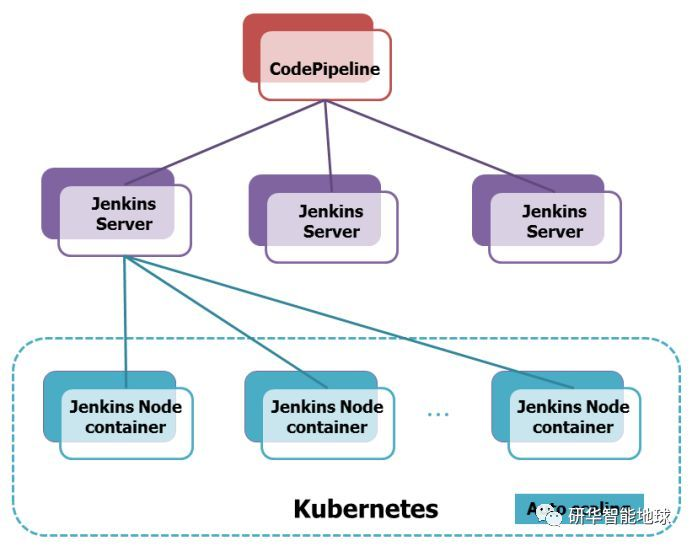 CodePipeline
Jenkins
Server
Jenkins
Server
Jenkins
Server
Jenkins Node
container
Jenkins Node
container
...
Jenkins Node
container
Kubernetes
Auto scaling
研华智能地球